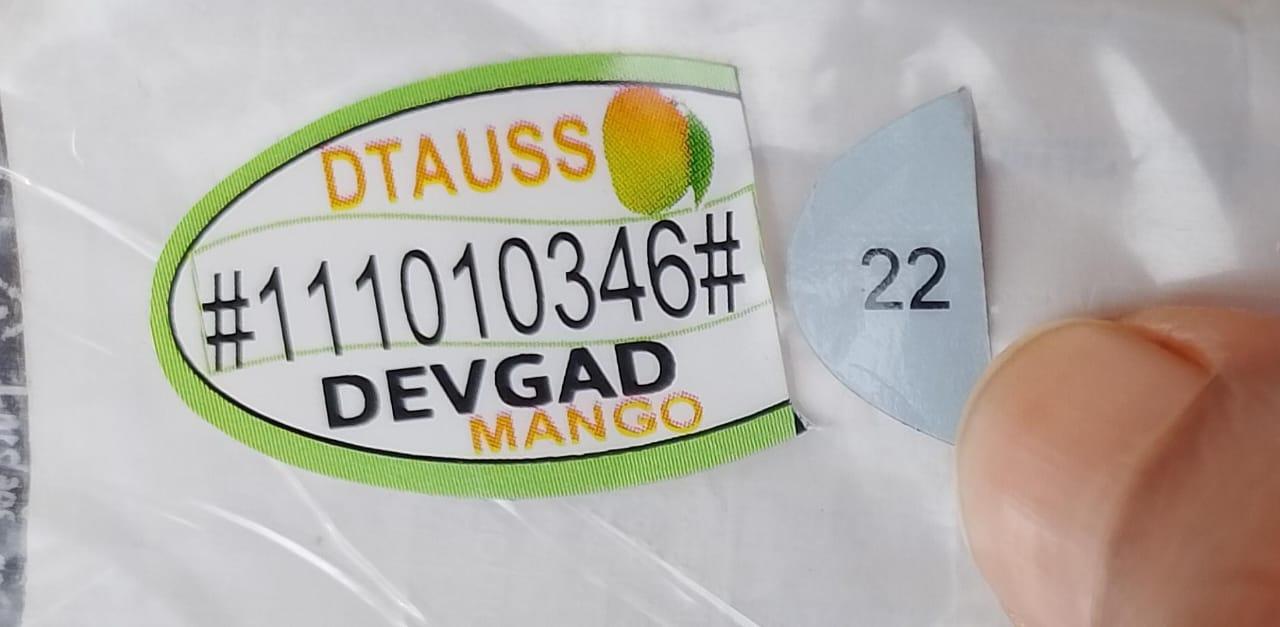 DTAUSS
#111010346#
DEVGAD
MANGO
22